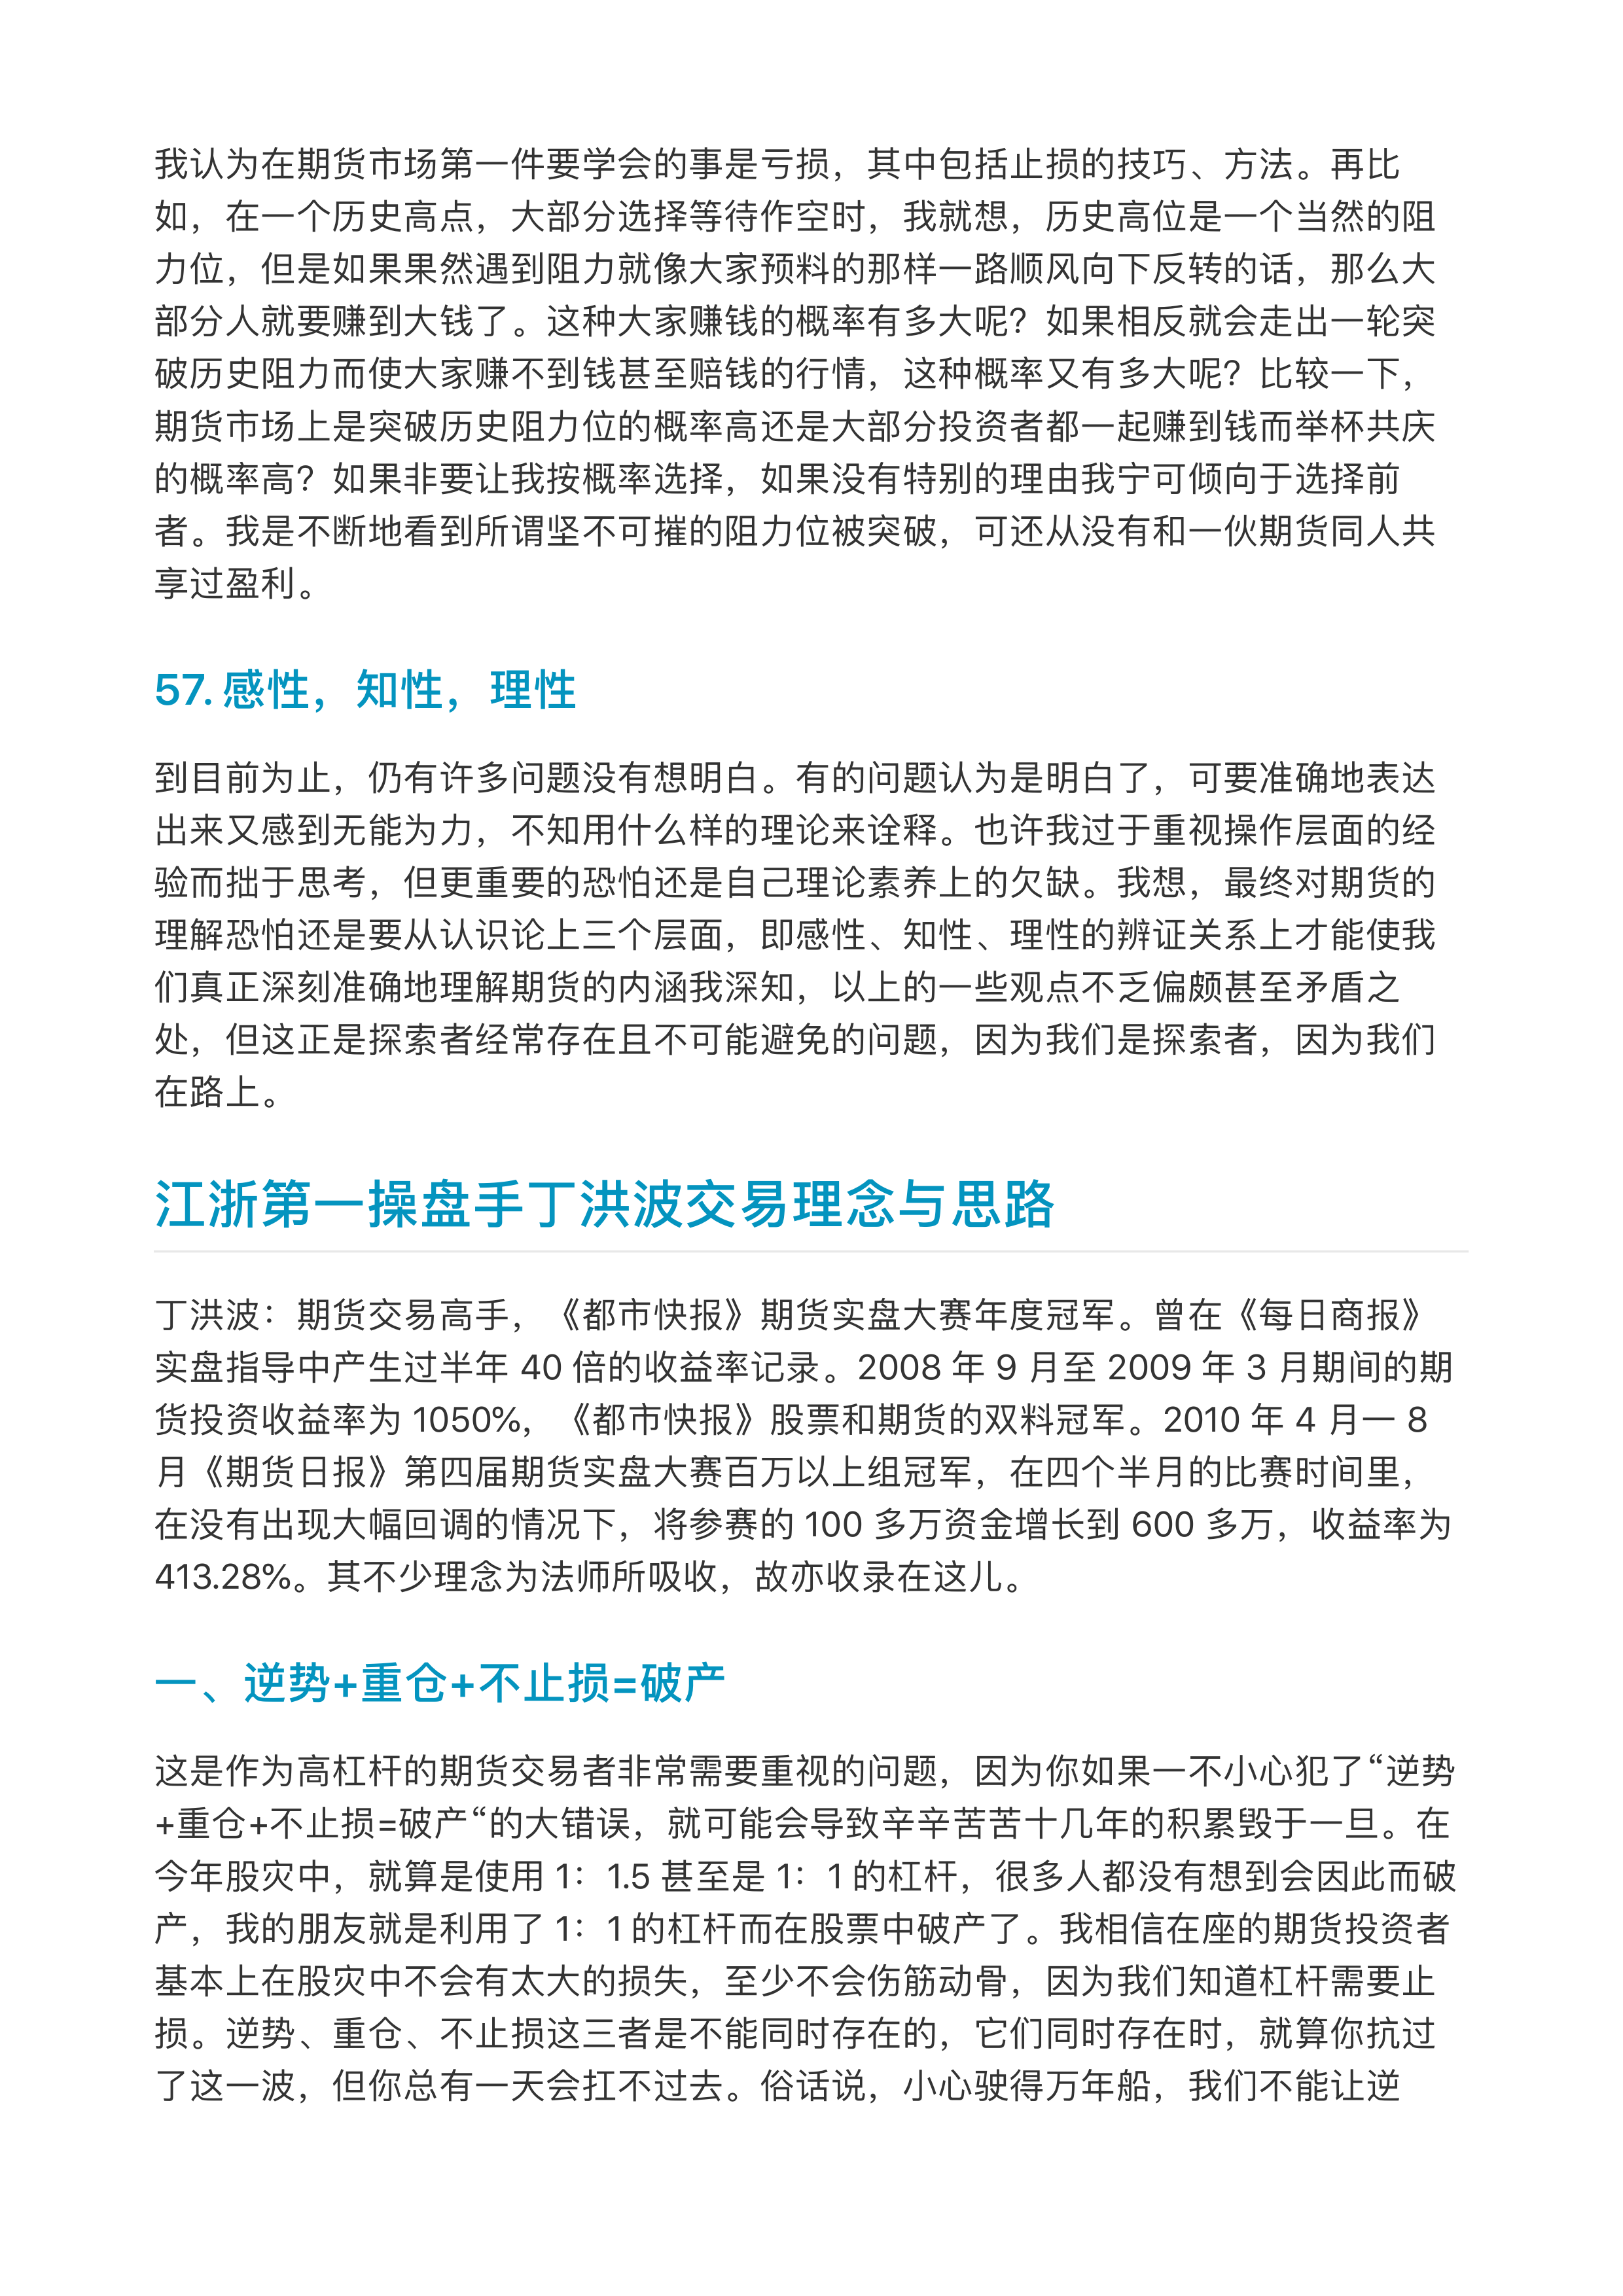 我认为在期货市场第一件要学会的事是亏损，其中包括止损的技巧、方法。再比
如，在一个历史高点，大部分选择等待作空时，我就想，历史高位是一个当然的阻
力位，但是如果果然遇到阻力就像大家预料的那样一路顺风向下反转的话，那么大
部分人就要赚到大钱了。这种大家赚钱的概率有多大呢？如果相反就会走出一轮突
破历史阻力而使大家赚不到钱甚至赔钱的行情，这种概率又有多大呢？比较一下，
期货市场上是突破历史阻力位的概率高还是大部分投资者都一起赚到钱而举杯共庆
的概率高？如果非要让我按概率选择，如果没有特别的理由我宁可倾向于选择前
者。我是不断地看到所谓坚不可摧的阻力位被突破，可还从没有和一伙期货同人共
享过盈利。
57. 感性，知性，理性
到目前为止，仍有许多问题没有想明白。有的问题认为是明白了，可要准确地表达
出来又感到无能为力，不知用什么样的理论来诠释。也许我过于重视操作层面的经
验而拙于思考，但更重要的恐怕还是自己理论素养上的欠缺。我想，最终对期货的
理解恐怕还是要从认识论上三个层面，即感性、知性、理性的辨证关系上才能使我
们真正深刻准确地理解期货的内涵我深知，以上的一些观点不乏偏颇甚至矛盾之
处，但这正是探索者经常存在且不可能避免的问题，因为我们是探索者，因为我们
在路上。
江浙第一操盘手丁洪波交易理念与思路
丁洪波：期货交易高手，《都市快报》期货实盘大赛年度冠军。曾在《每日商报》
实盘指导中产生过半年 40 倍的收益率记录。2008 年 9 月至 2009 年 3 月期间的期
货投资收益率为 1050%，《都市快报》股票和期货的双料冠军。2010 年 4 月一 8
月《期货日报》第四届期货实盘大赛百万以上组冠军，在四个半月的比赛时间里，
在没有出现大幅回调的情况下，将参赛的 100 多万资金增长到 600 多万，收益率为
413.28%。其不少理念为法师所吸收，故亦收录在这儿。
一、逆势+重仓+不止损=破产
这是作为高杠杆的期货交易者非常需要重视的问题，因为你如果一不小心犯了“逆势
+重仓+不止损=破产“的大错误，就可能会导致辛辛苦苦十几年的积累毁于一旦。在
今年股灾中，就算是使用 1：1.5 甚至是 1：1 的杠杆，很多人都没有想到会因此而破
产，我的朋友就是利用了 1：1 的杠杆而在股票中破产了。我相信在座的期货投资者
基本上在股灾中不会有太大的损失，至少不会伤筋动骨，因为我们知道杠杆需要止
损。逆势、重仓、不止损这三者是不能同时存在的，它们同时存在时，就算你抗过
了这一波，但你总有一天会扛不过去。俗话说，小心驶得万年船，我们不能让逆